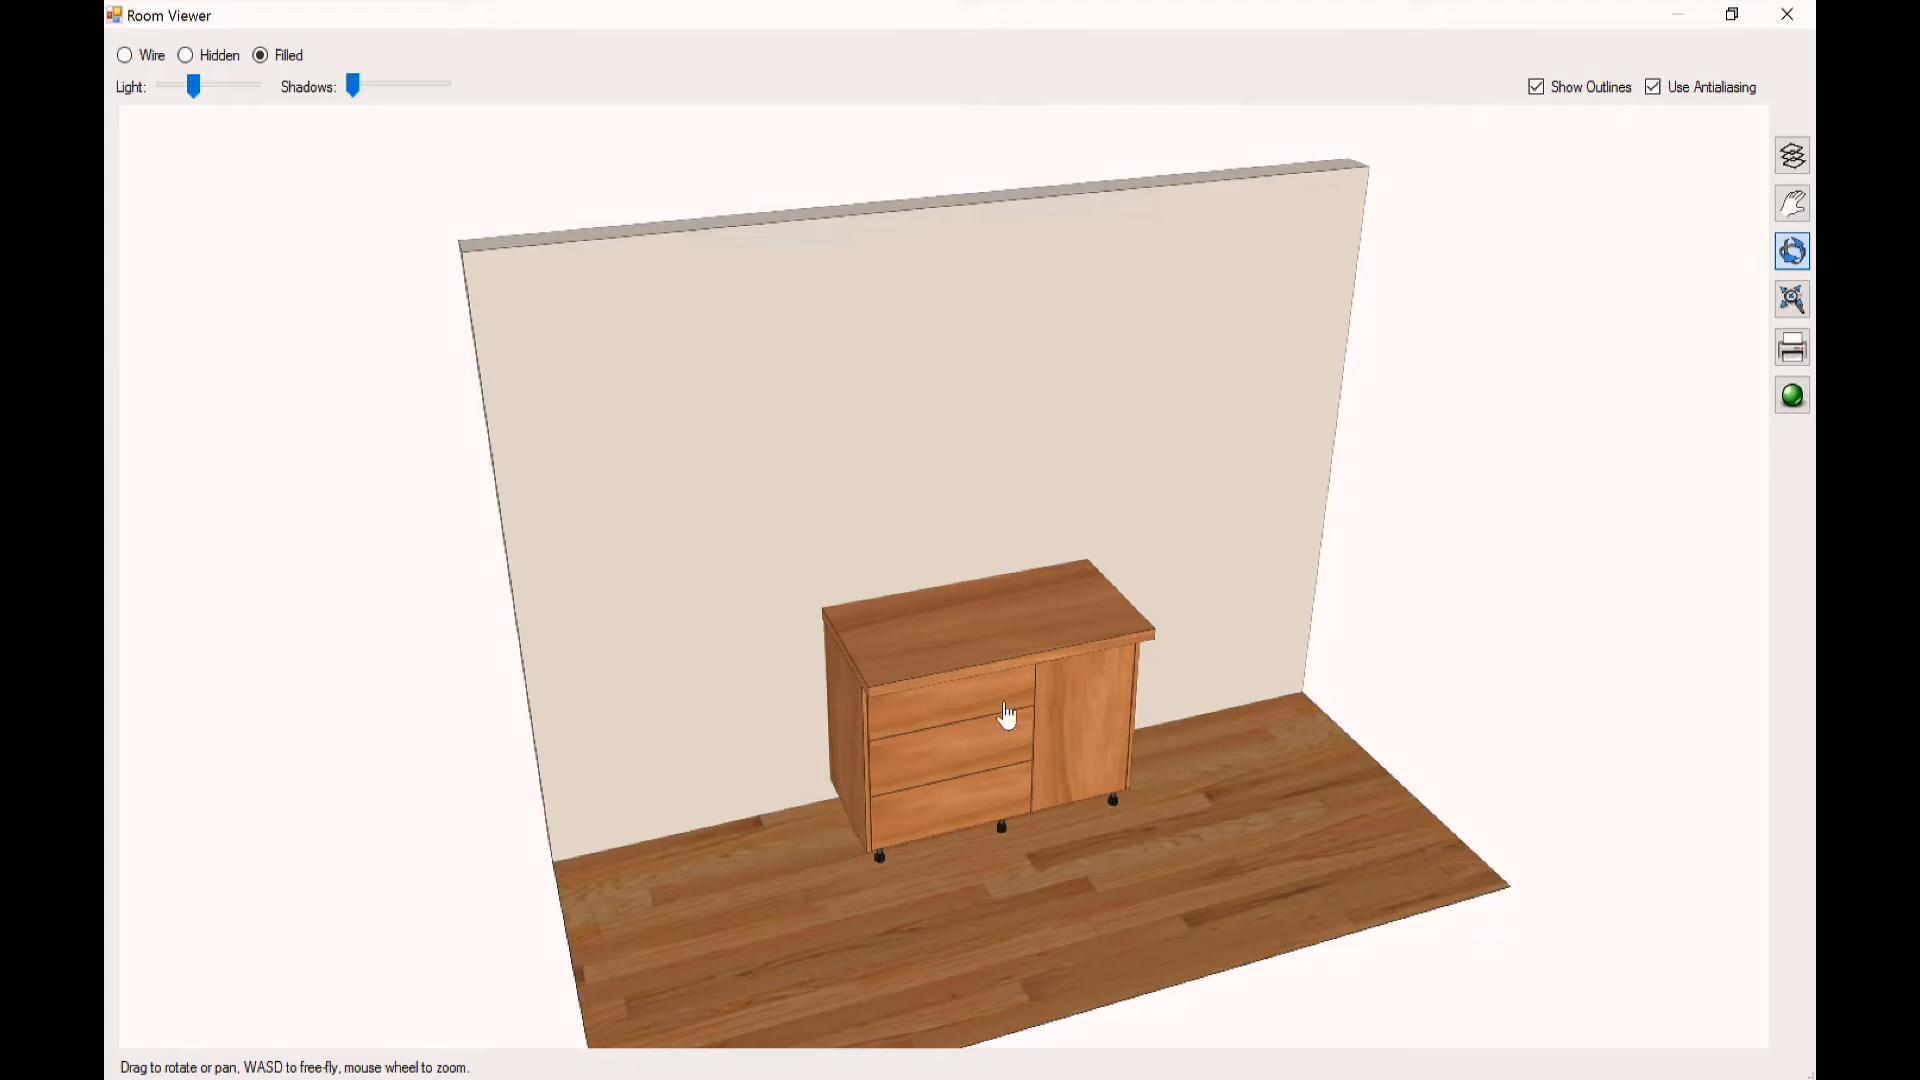 Room Viewer
Wire Hidden Filled
Light: Shadows: Show Outlines Use Antialiasing
Drag to rotate or pan, WASD to free-fly, mouse wheel to zoom.